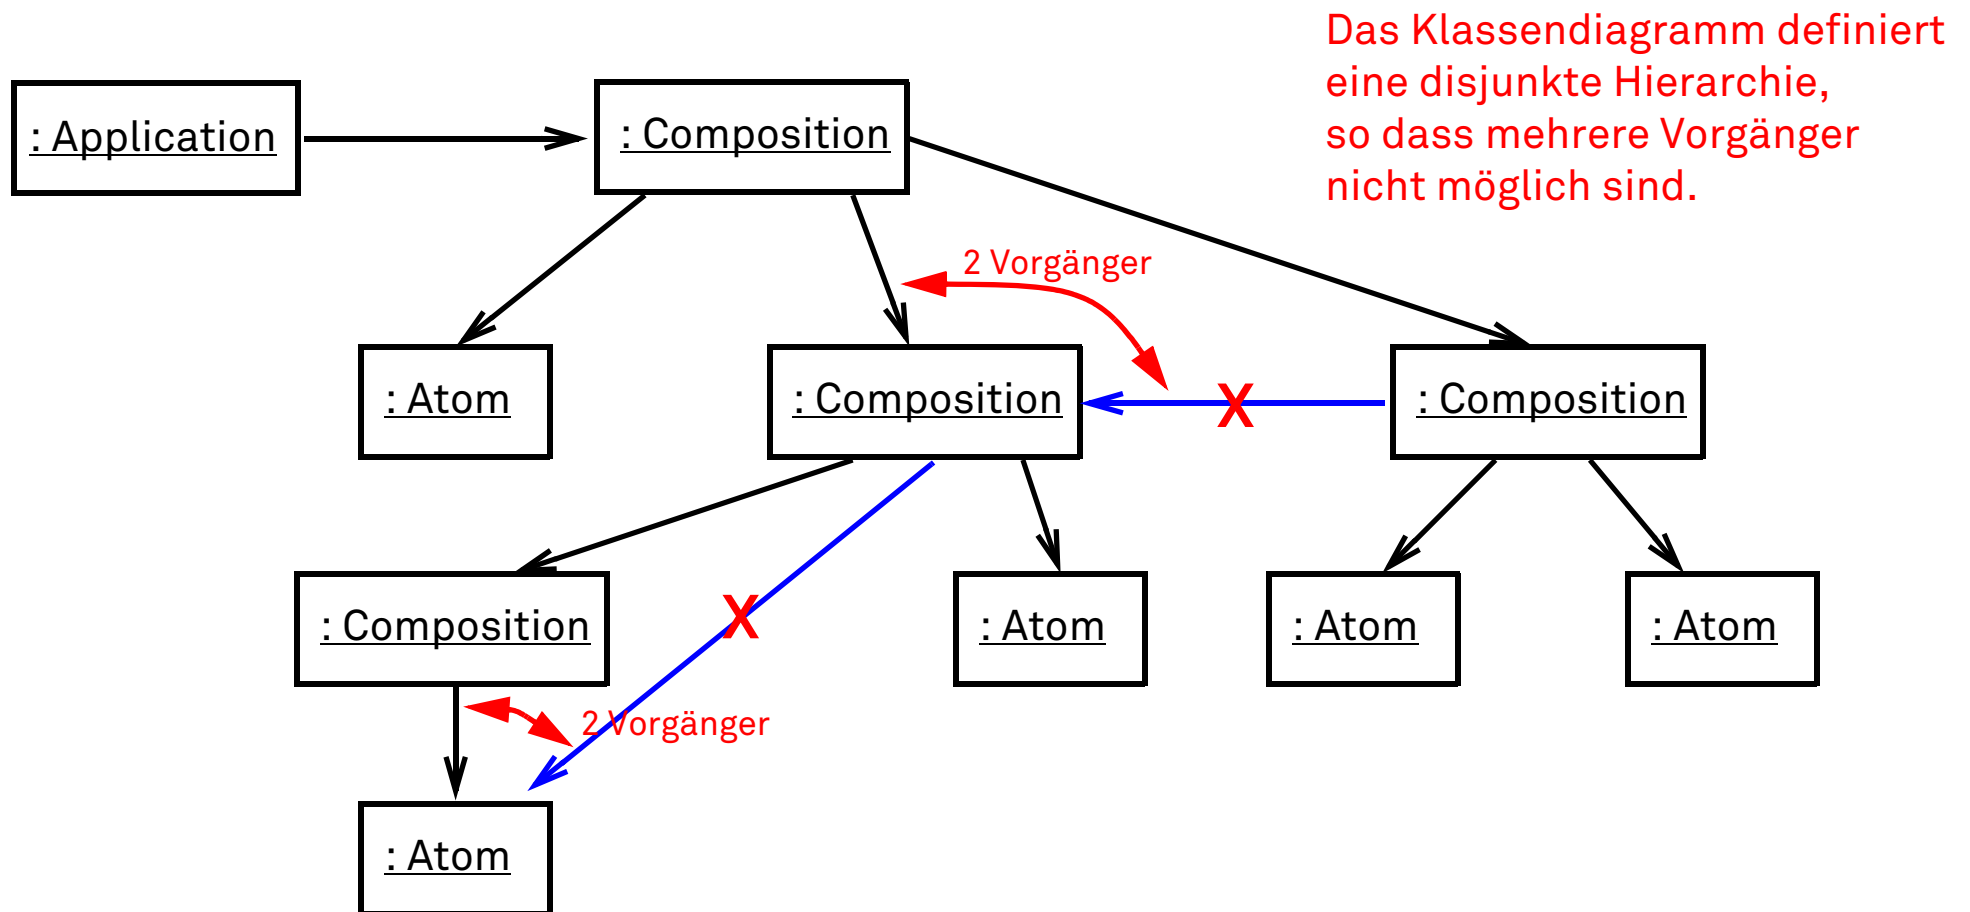 Das Klassendiagramm definiert
eine disjunkte Hierarchie,
so dass mehrere Vorgänger
nicht möglich sind.
: Application
: Composition
2 Vorgänger
: Atom
: Composition
X
: Composition
: Composition
X
: Atom
: Atom
: Atom
2 Vorgänger
: Atom